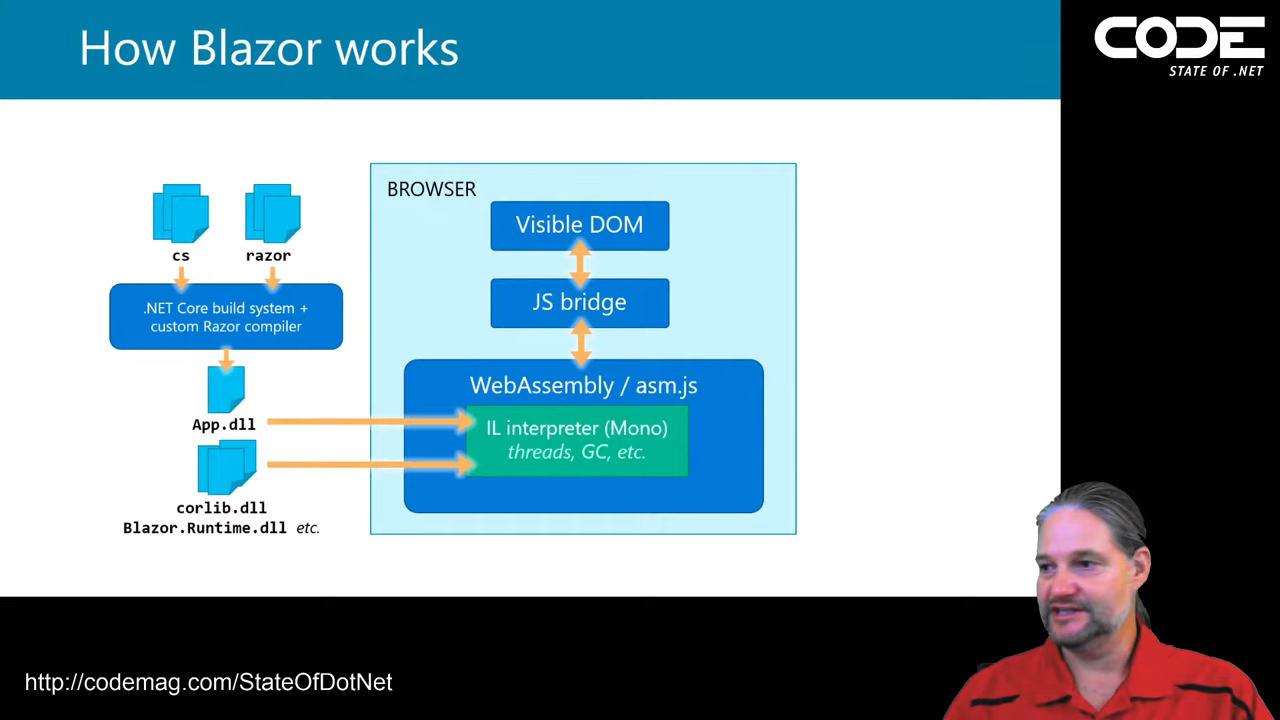 How Blazor works
CODE
STATE OF .NET
BROWSER
Visible DOM
cs
razor
JS bridge
.NET Core build system +
custom Razor compiler
WebAssembly / asm.js
App.dll
IL interpreter (Mono)
threads, GC, etc.
corlib.dll
Blazor.Runtime.dll etc.
http://codemag.com/StateOfDotNet